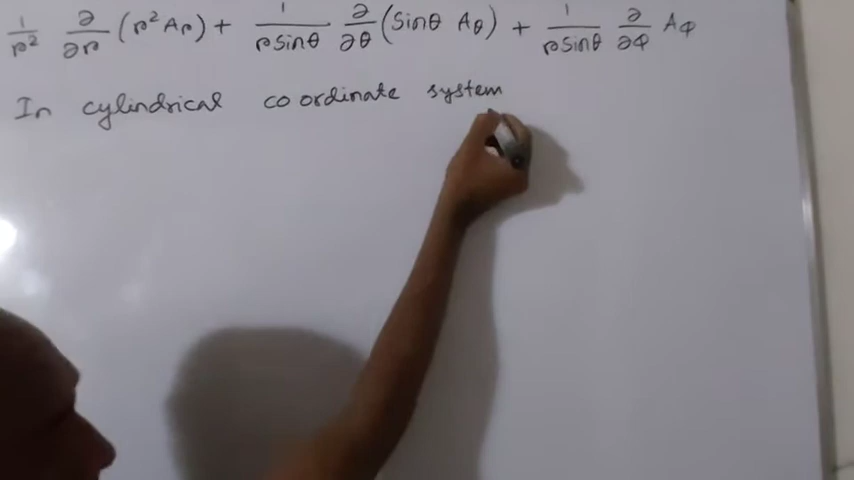 1/r² ∂/∂r (r² Ar) + 1/(r sinθ) ∂/∂θ (Sinθ Aθ) + 1/(r sinθ) ∂/∂φ Aφ
In cylindrical coordinate system